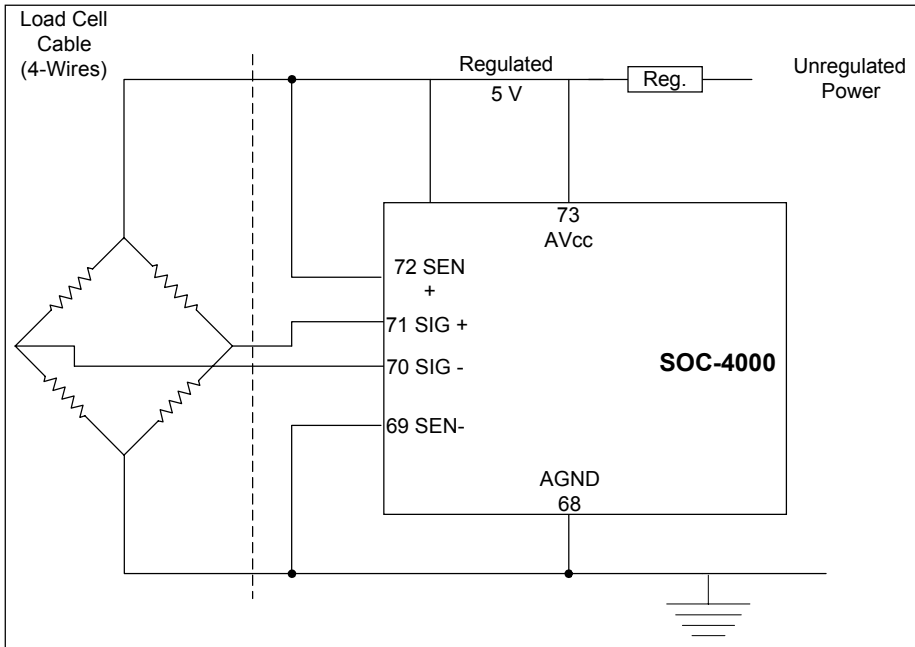 Load Cell
Cable
(4-Wires)
Regulated
5 V
Reg.
Unregulated
Power
73
AVcc
72 SEN
+
71 SIG +
70 SIG -
SOC-4000
69 SEN-
AGND
68